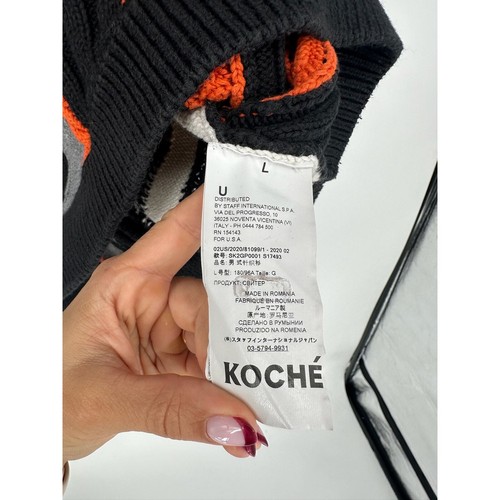 L
U
DISTRIBUTED
BY STAFF INTERNATIONAL S.P.A.
VIA DEL PROGRESSO, 10
36025 NOVENTA VICENTINA (VI)
ITALY - PH 0444 784 500
RN 154143
FOR U.S.A.
02US/2020/81099/1 - 2020 02
款号: SK2GP0001 S17493
品名: 男式针织衫
L 号型: 180/96A Taille: G
ПРОДУКТ: СВИТЕР
MADE IN ROMANIA
FABRIQUÉ EN ROUMANIE
ルーマニア製
原产地: 罗马尼亚
СДЕЛАНО В РУМЫНИИ
PRODUZIDO NA ROMÉNIA
㈱スタッフインターナショナルジャパン
03-5794-9931
KOCHÉ